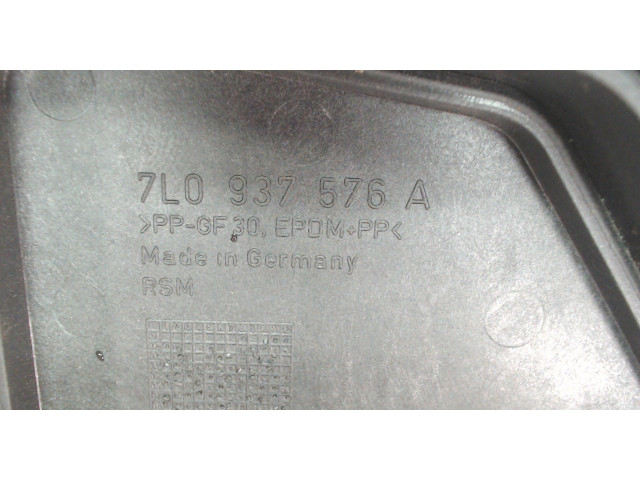 7L0 937 576 A
>PP-GF30, EPDM+PP<
Made in Germany
RSM